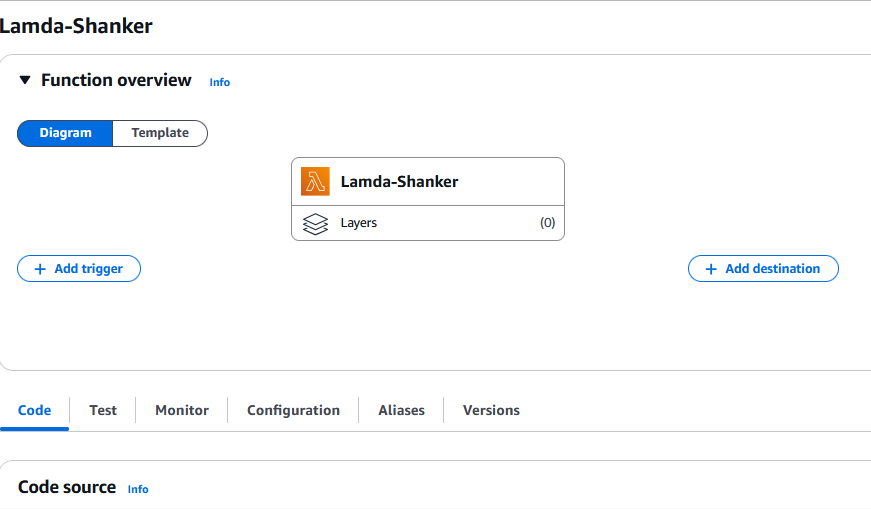 Lamda-Shanker
Function overview Info
Diagram Template
Lamda-Shanker
Layers (0)
+ Add trigger + Add destination
Code Test Monitor Configuration Aliases Versions
Code source Info